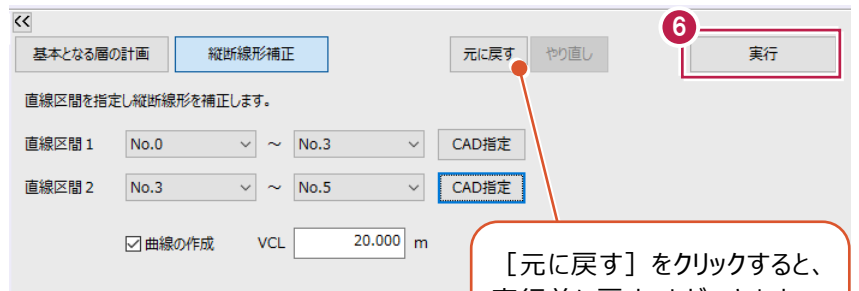 <<
6
基本となる層の計画 縦断線形補正 元に戻す やり直し 実行
直線区間を指定し縦断線形を補正します。
直線区間1 No.0 ～ No.3 CAD指定
直線区間2 No.3 ～ No.5 CAD指定
曲線の作成 VCL 20.000 m
［元に戻す］をクリックすると、